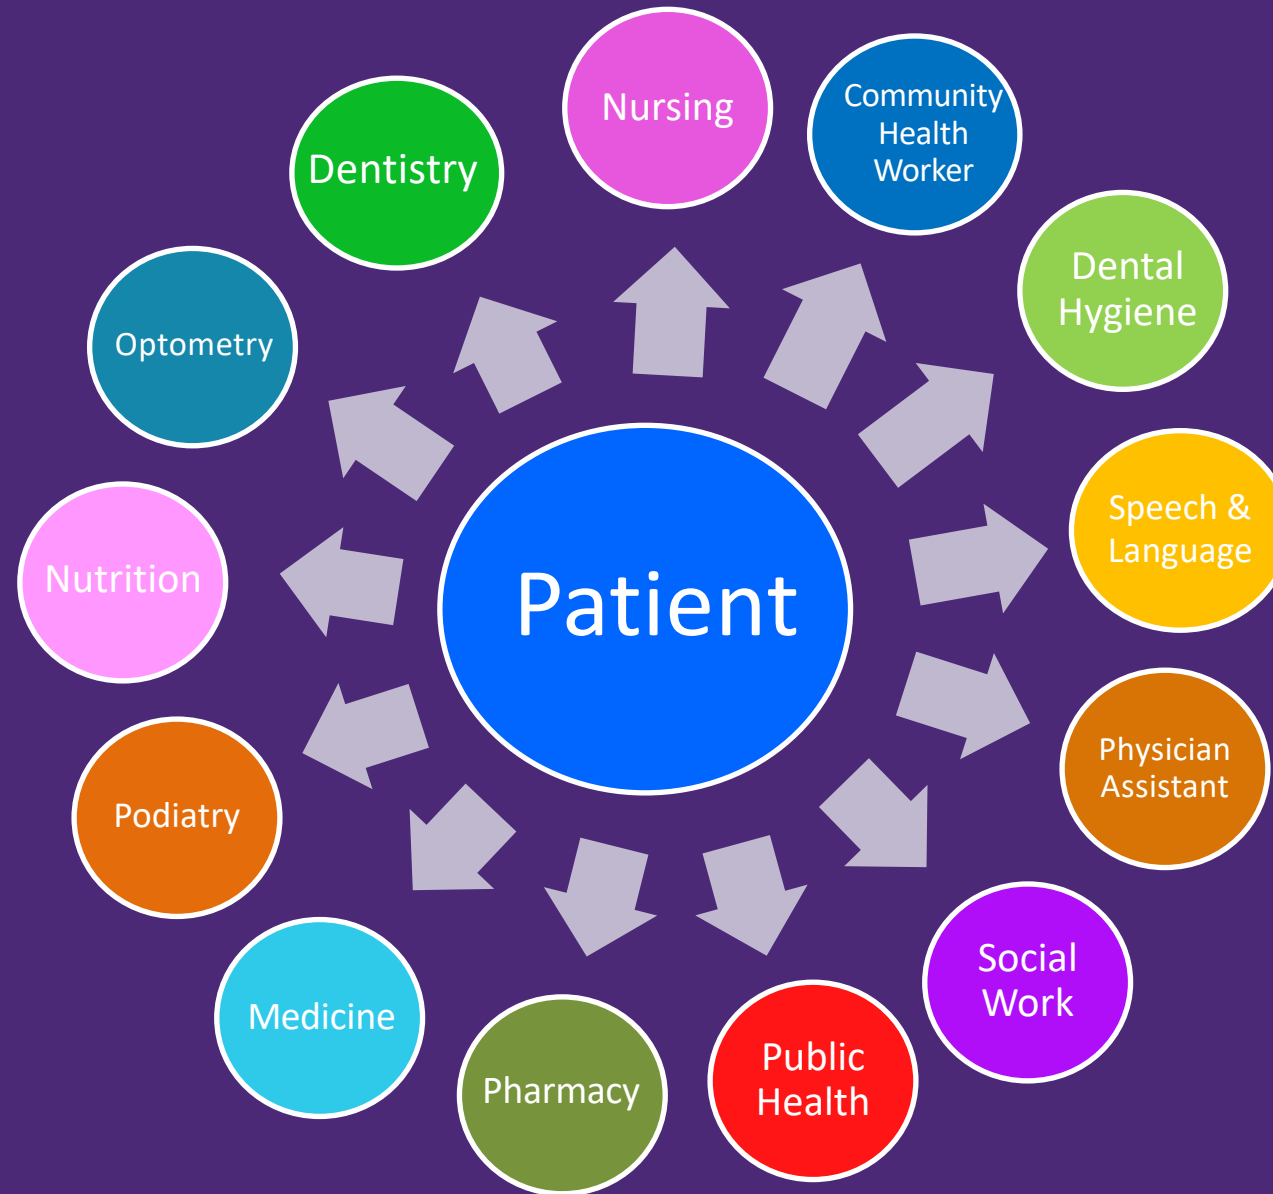 Nursing
Community
Health
Worker
Dentistry
Dental
Hygiene
Optometry
Speech &
Language
Nutrition
Patient
Physician
Assistant
Podiatry
Social
Work
Medicine
Public
Health
Pharmacy